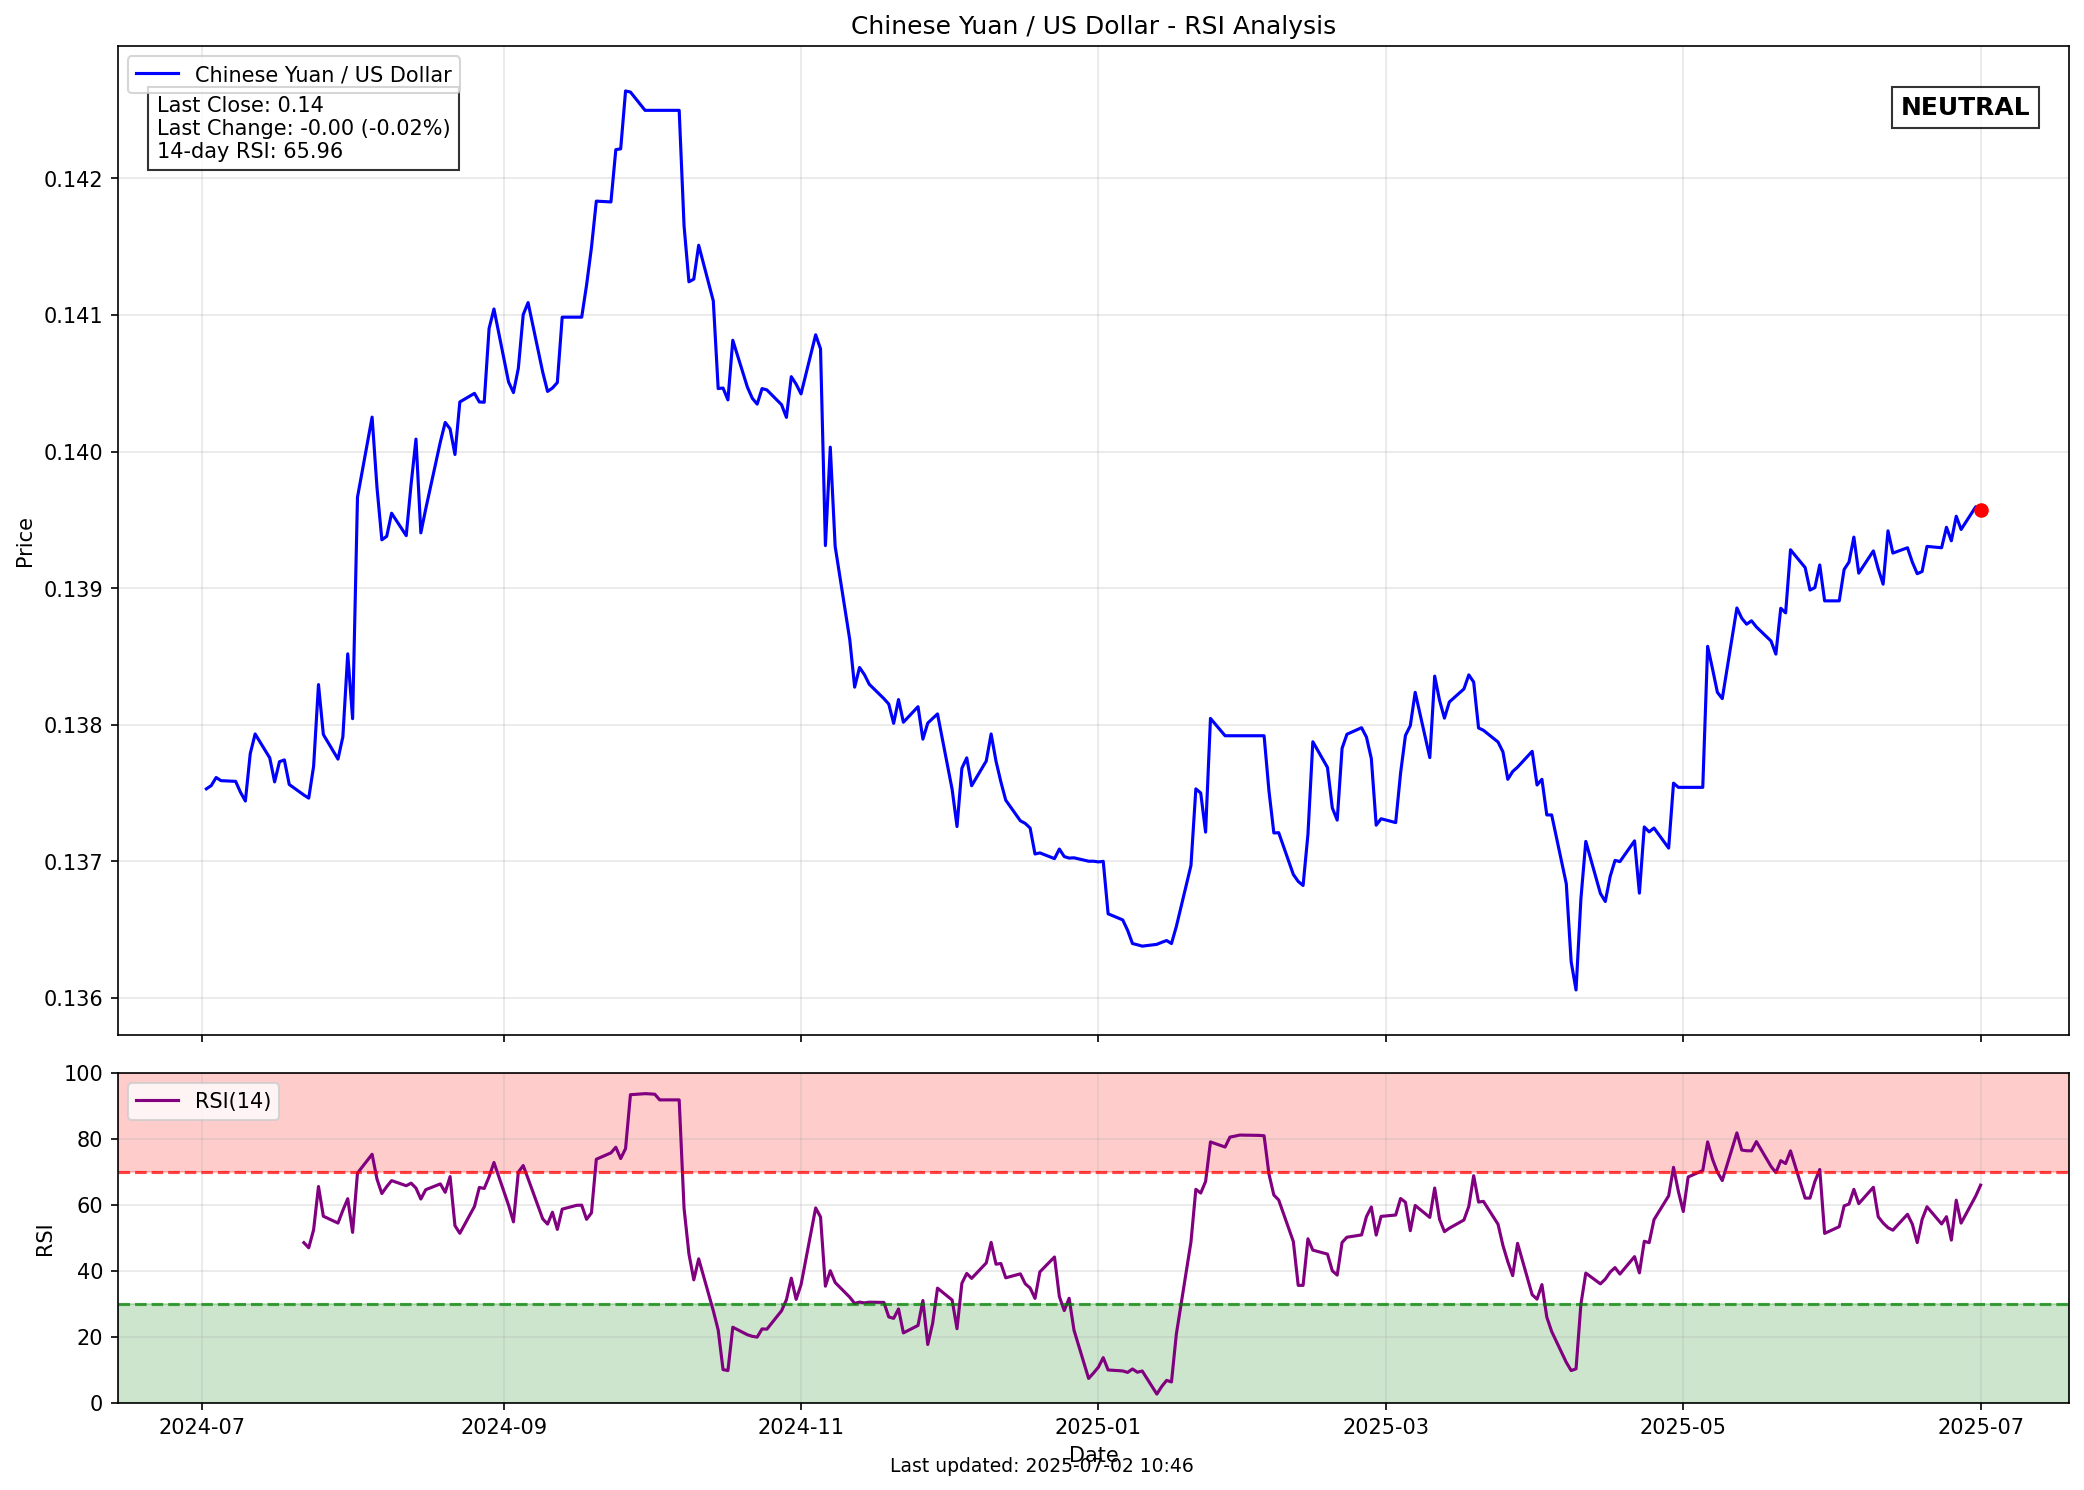 Chinese Yuan / US Dollar - RSI Analysis
Chinese Yuan / US Dollar
Last Close: 0.14
Last Change: -0.00 (-0.02%)
14-day RSI: 65.96
NEUTRAL
Price
0.142
0.141
0.140
0.139
0.138
0.137
0.136
RSI(14)
RSI
100
80
60
40
20
0
2024-07
2024-09
2024-11
2025-01
2025-03
2025-05
2025-07
Date
Last updated: 2025-07-02 10:46